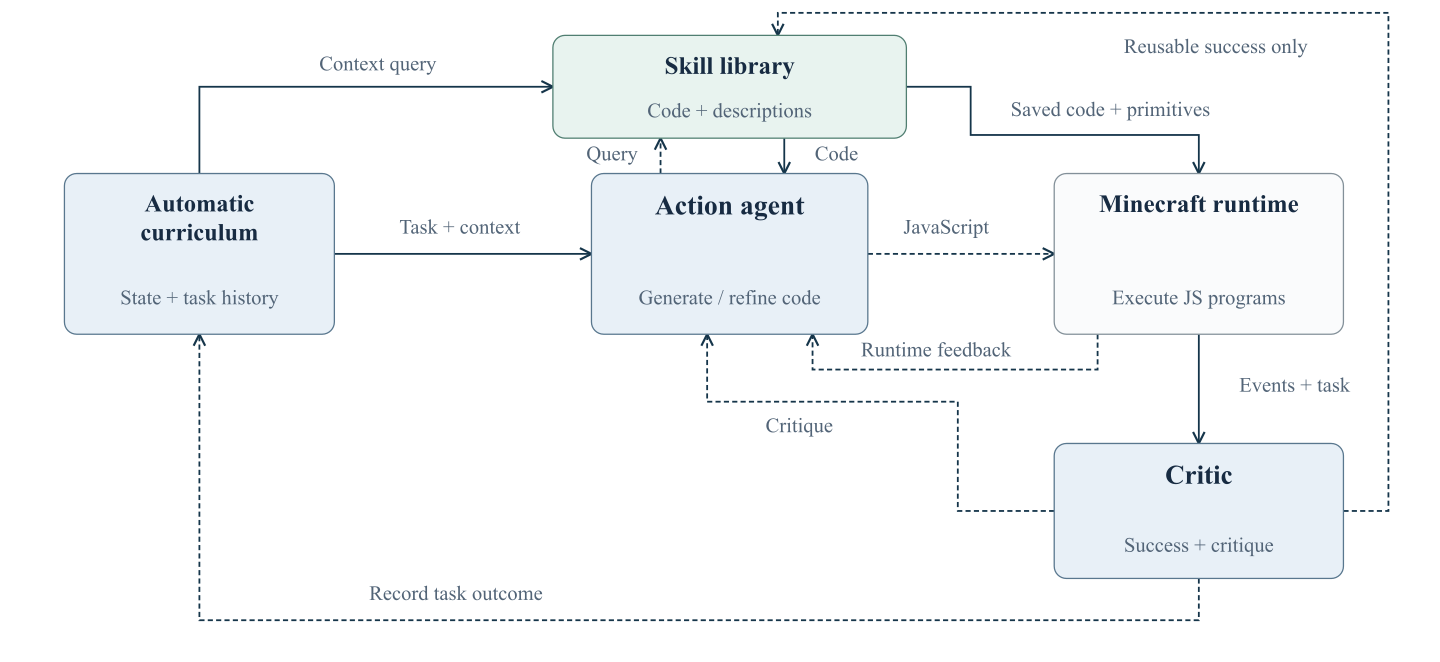 Reusable success only
Context query
Skill library
Code + descriptions
Saved code + primitives
Query
Code
Automatic
curriculum
State + task history
Task + context
Action agent
Generate / refine code
JavaScript
Minecraft runtime
Execute JS programs
Runtime feedback
Events + task
Critique
Critic
Success + critique
Record task outcome